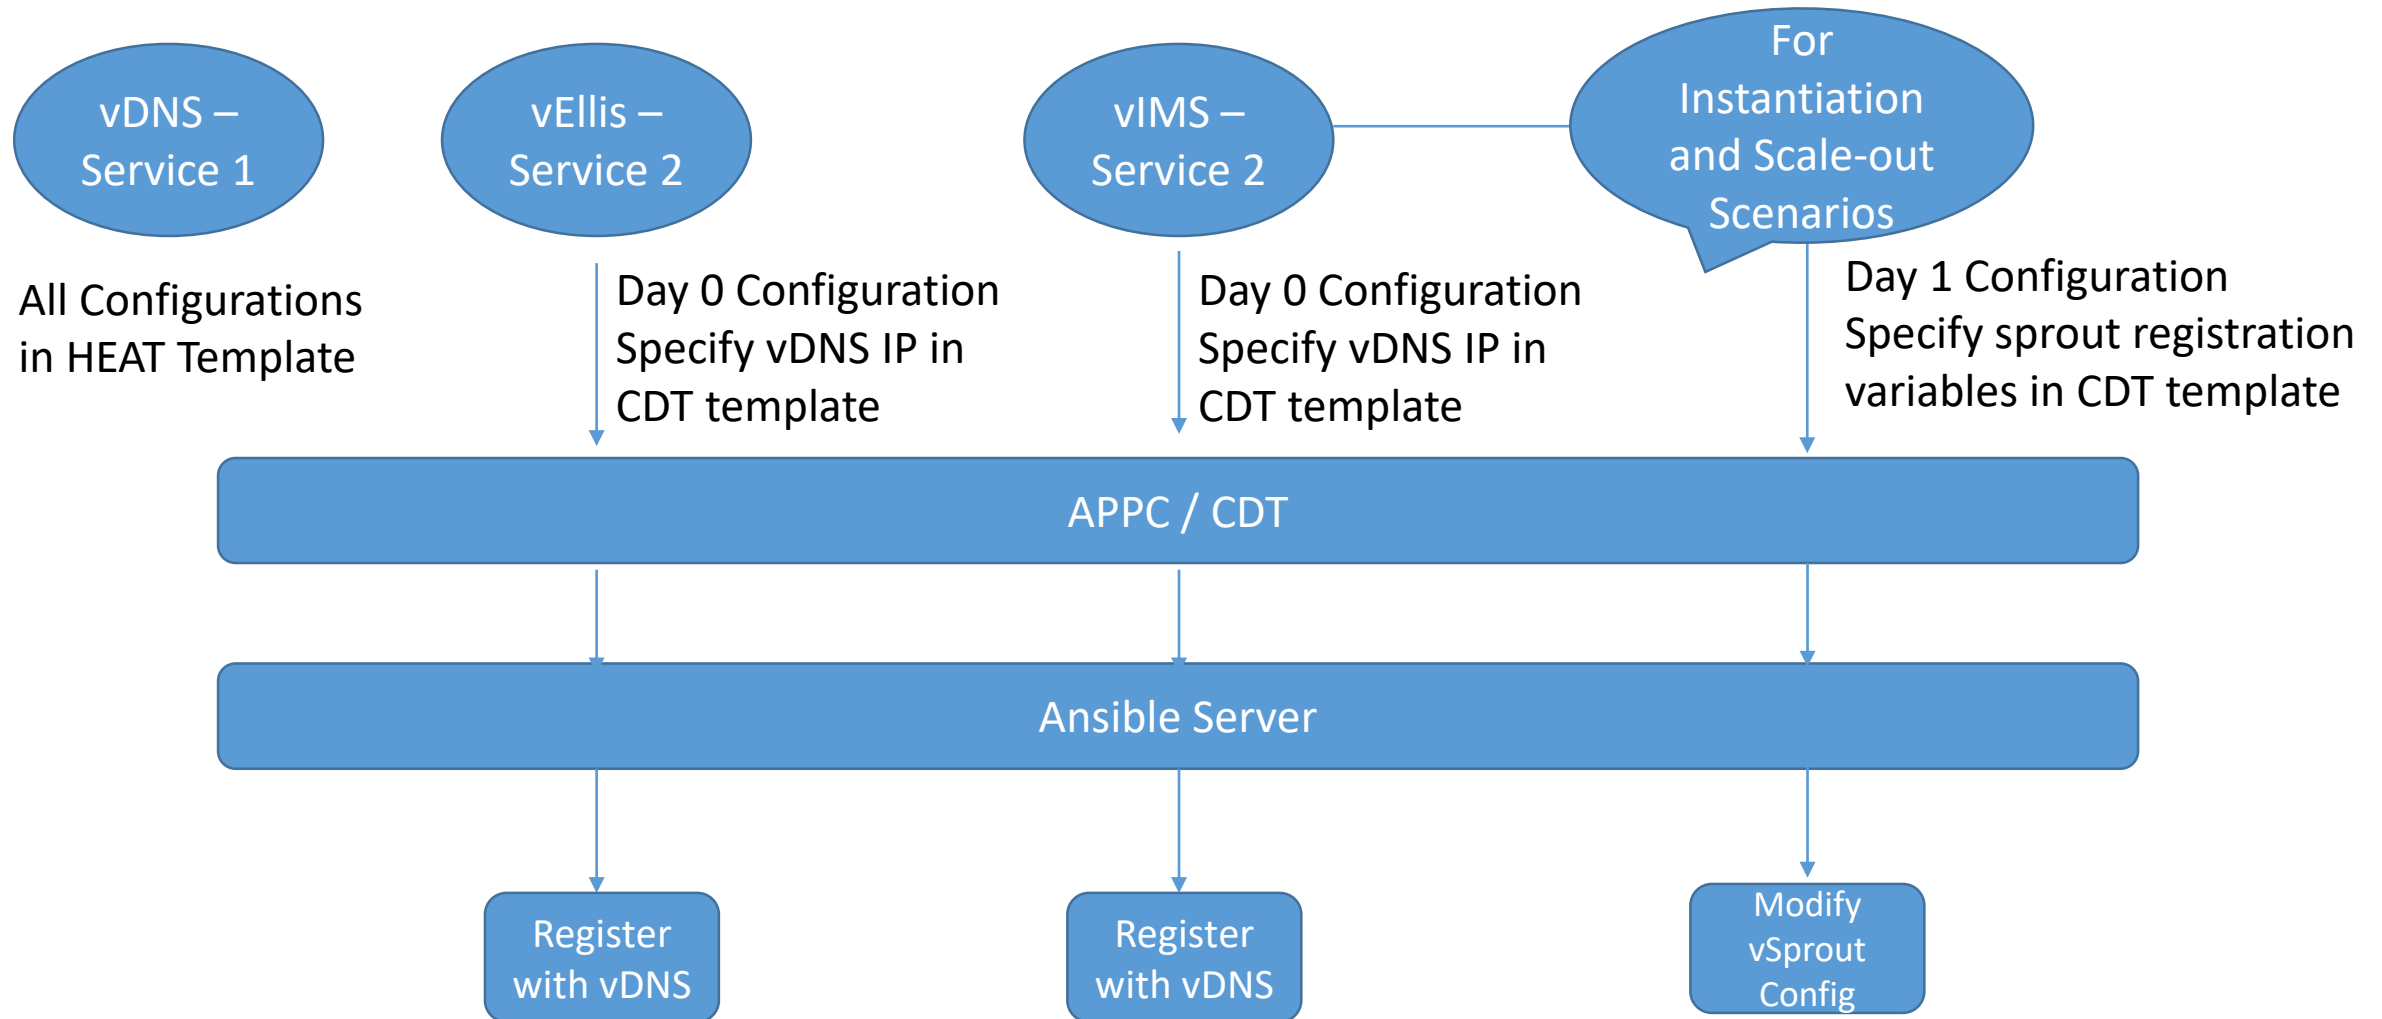 vDNS –
Service 1
vEllis –
Service 2
vIMS –
Service 2
For
Instantiation
and Scale-out
Scenarios
All Configurations
in HEAT Template
Day 0 Configuration
Specify vDNS IP in
CDT template
Day 0 Configuration
Specify vDNS IP in
CDT template
Day 1 Configuration
Specify sprout registration
variables in CDT template
APPC / CDT
Ansible Server
Register
with vDNS
Register
with vDNS
Modify
vSprout
Config